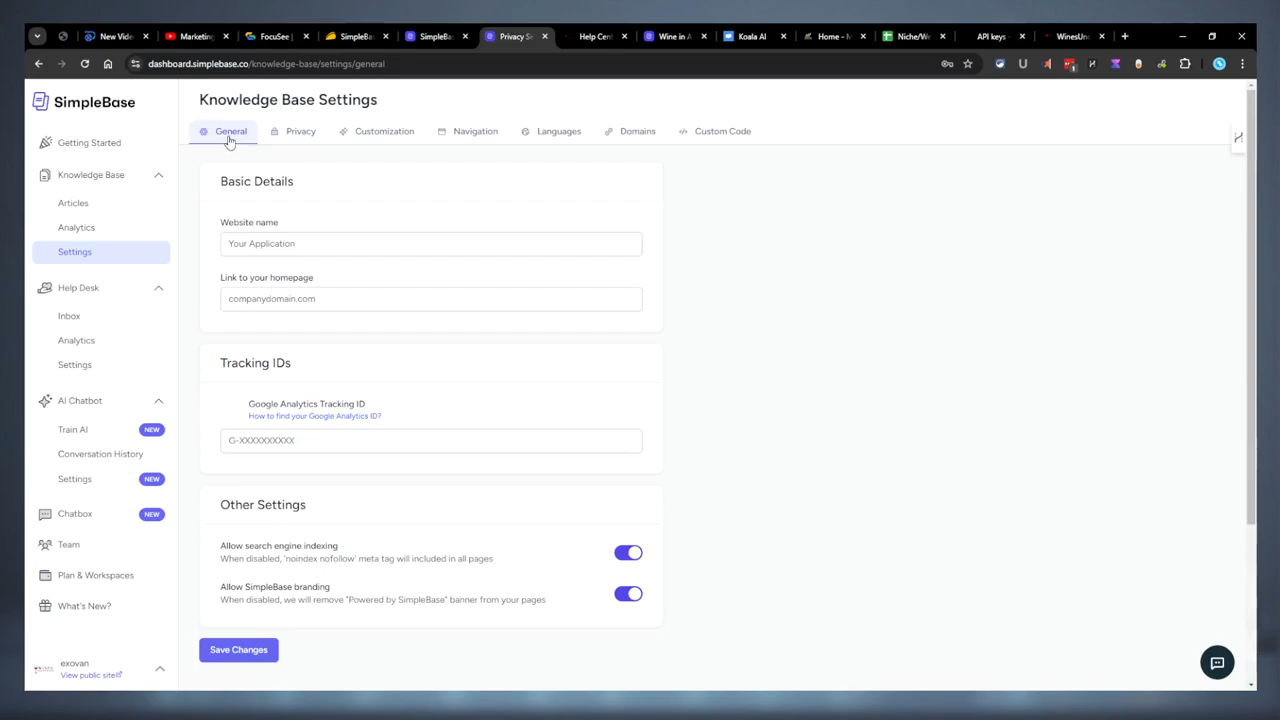 New Vide
Marketing
FocuSee |
SimpleBas
SimpleBas
Privacy Se
Help Cent
Wine in A
Koala AI
Home - M
Niche/We
API keys -
WinesUnc
dashboard.simplebase.co/knowledge-base/settings/general
SimpleBase
Getting Started
Knowledge Base
Articles
Analytics
Settings
Help Desk
Inbox
Analytics
Settings
AI Chatbot
Train AI NEW
Conversation History
Settings NEW
Chatbox NEW
Team
Plan & Workspaces
What's New?
exovan
View public site
Knowledge Base Settings
General
Privacy
Customization
Navigation
Languages
Domains
Custom Code
Basic Details
Website name
Your Application
Link to your homepage
companydomain.com
Tracking IDs
Google Analytics Tracking ID
How to find your Google Analytics ID?
G-XXXXXXXXXX
Other Settings
Allow search engine indexing
When disabled, 'noindex nofollow' meta tag will included in all pages
Allow SimpleBase branding
When disabled, we will remove "Powered by SimpleBase" banner from your pages
Save Changes